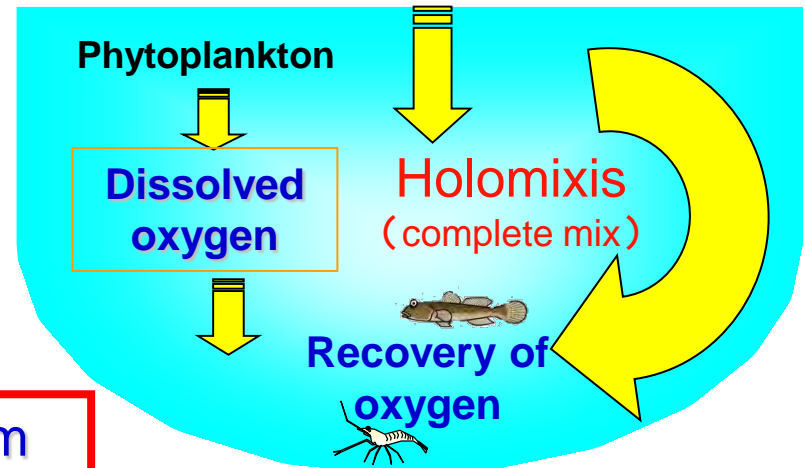 Phytoplankton
Dissolved
oxygen
Holomixis
（complete mix）
Recovery of
oxygen
m